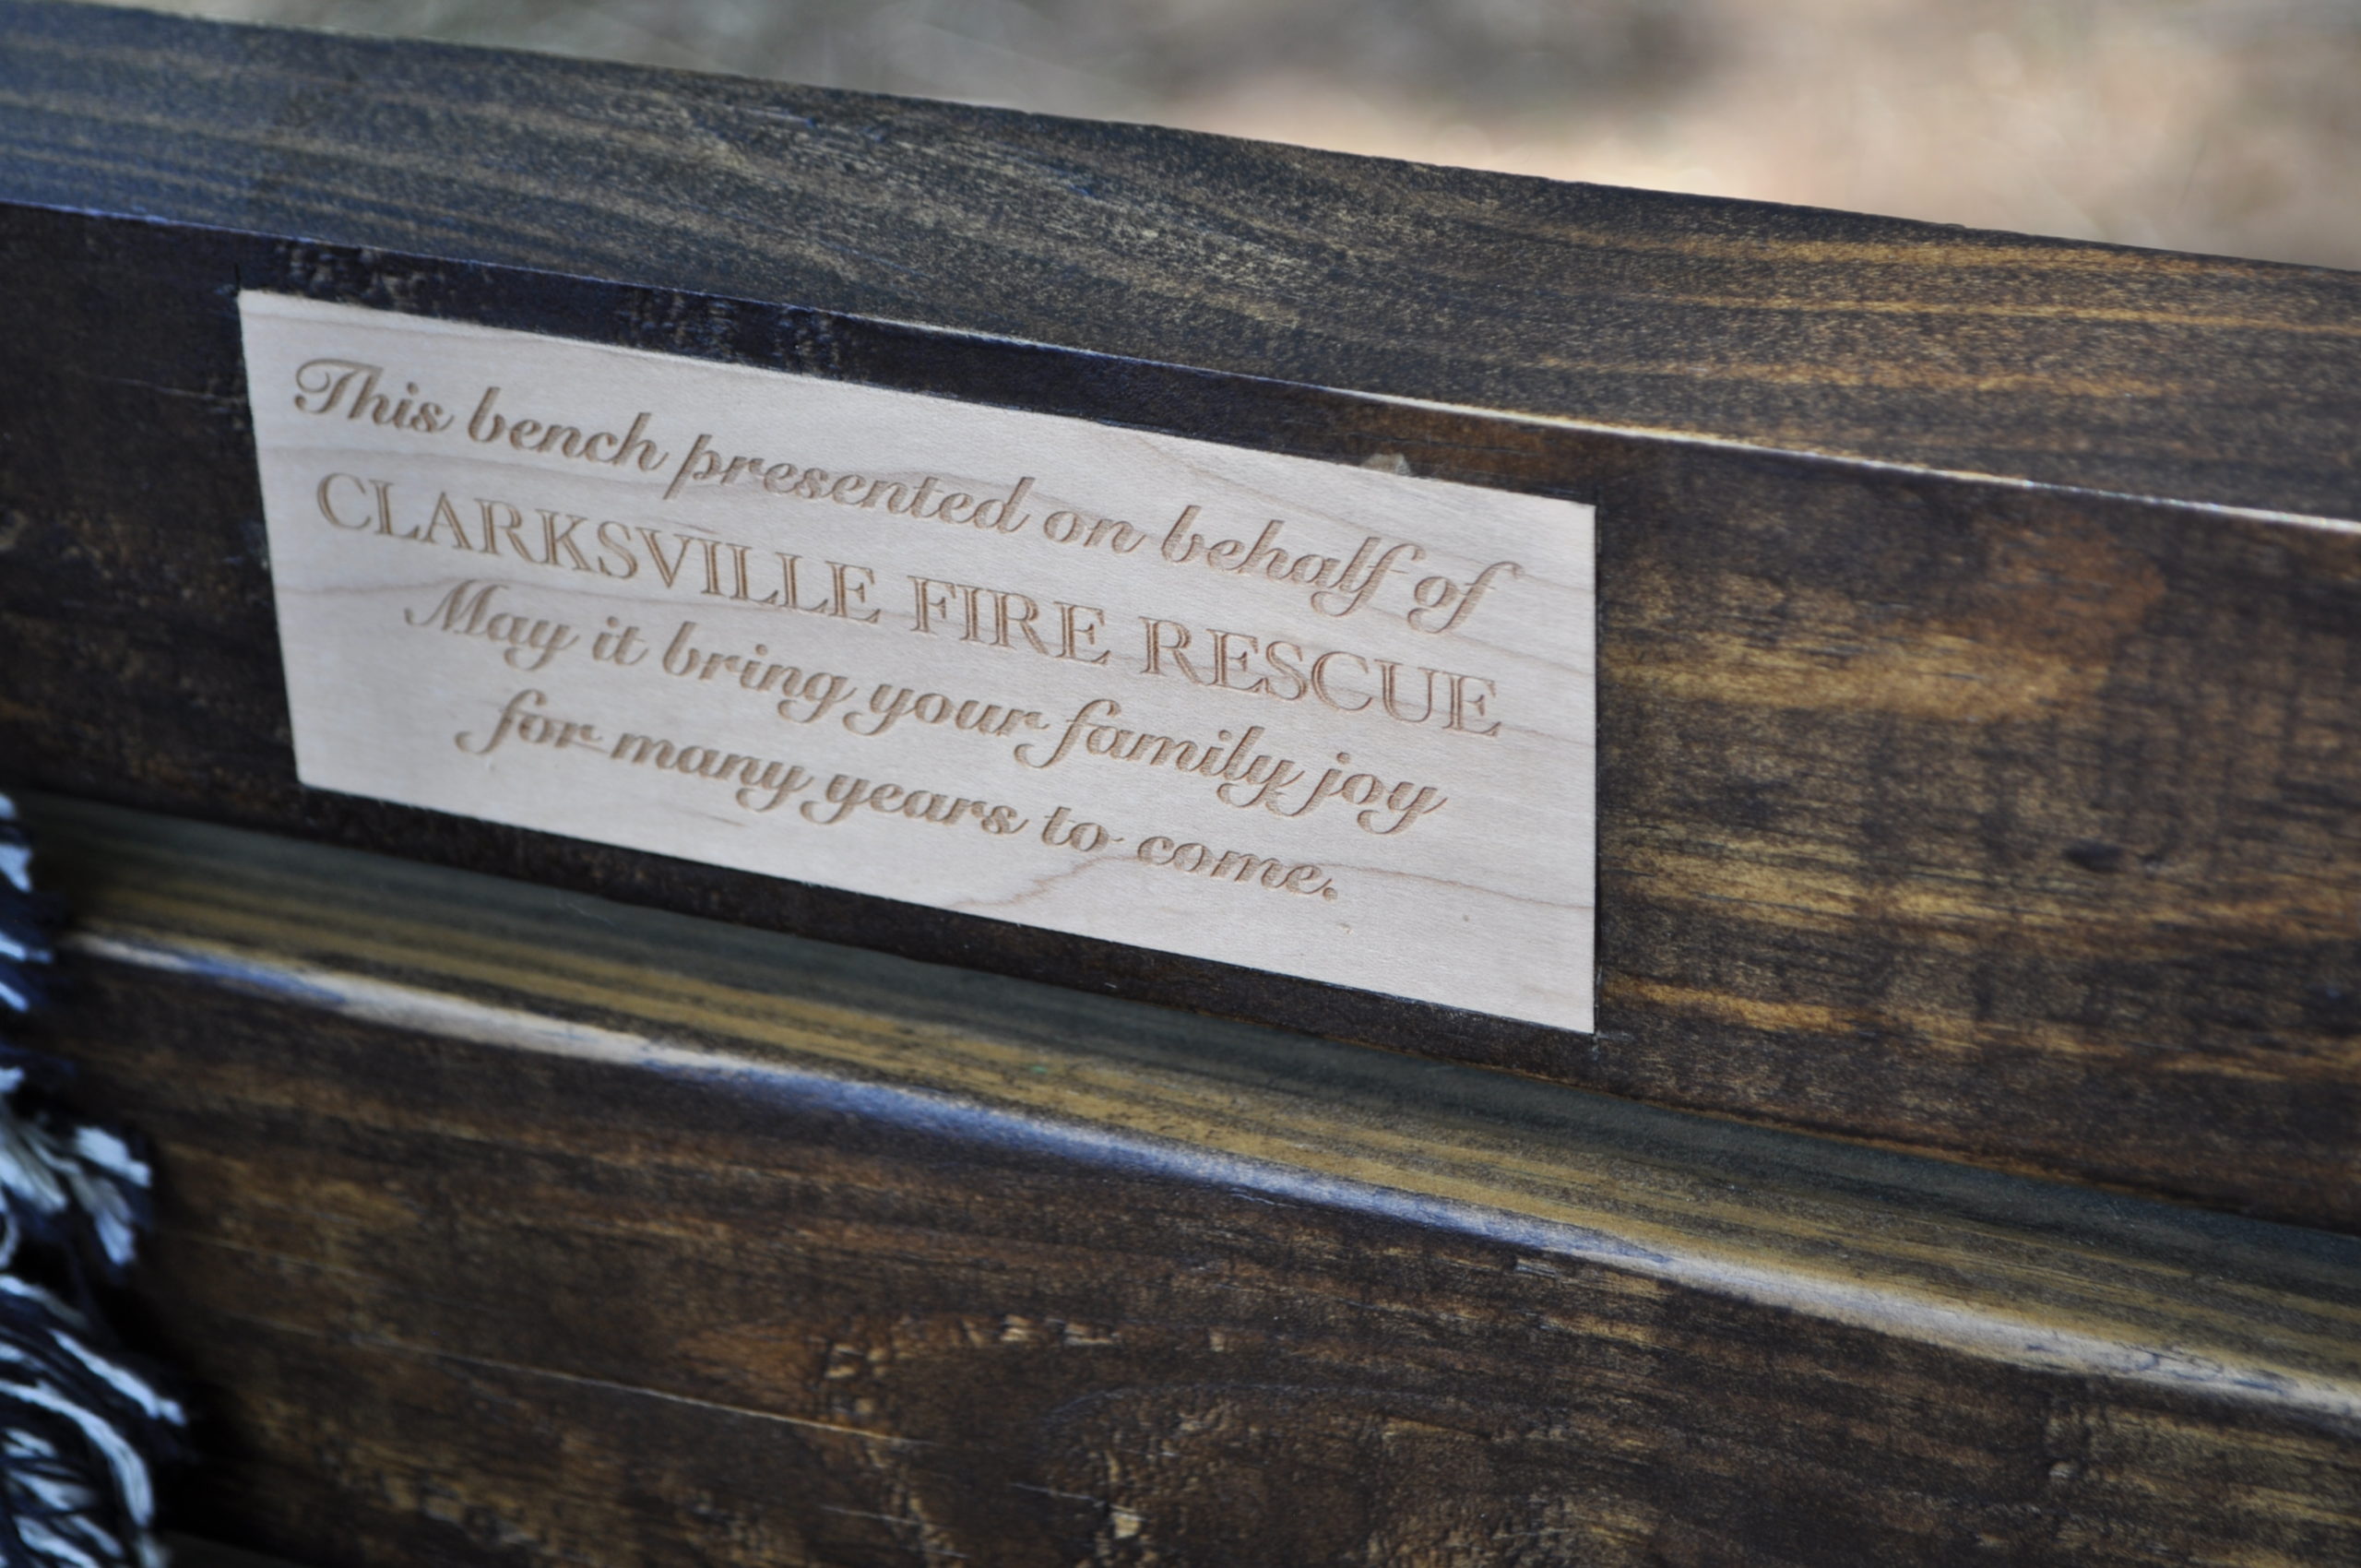 This bench presented on behalf of
CLARKSVILLE FIRE RESCUE
May it bring your family joy
for many years to come.